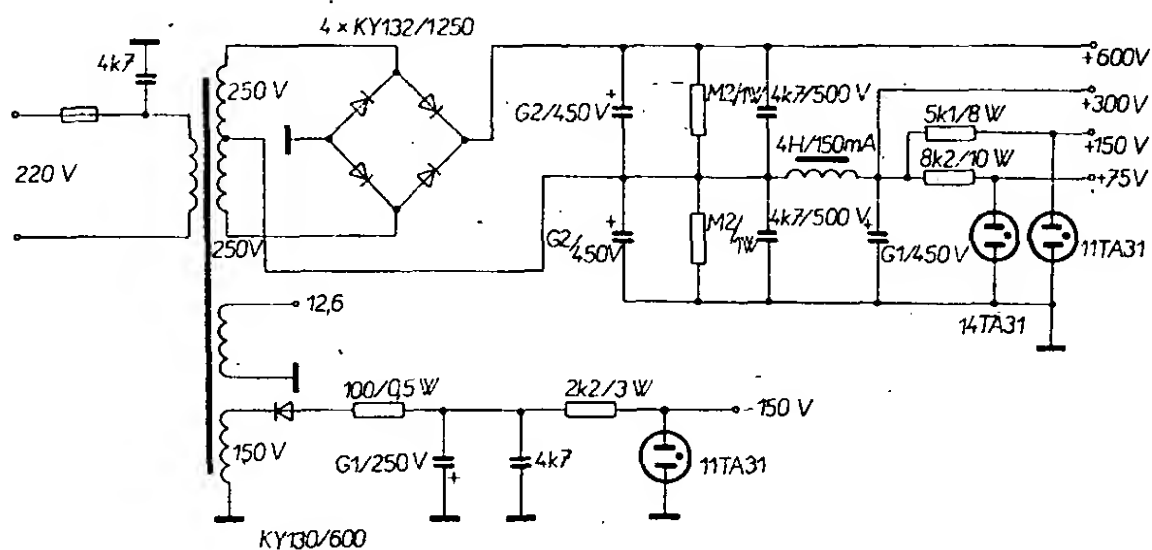 4 × KY132/1250
4k7
250 V
220 V
250V
G2/450V
M2/1W
4k7/500 V
+600V
+300V
5k1/8 W
+150 V
4H/150mA
8k2/10 W
+75V
G2/450V
M2/1W
4k7/500 V
G1/450 V
11TA31
14TA31
12,6
100/0,5 W
2k2/3 W
-150 V
150 V
G1/250 V
4k7
11TA31
KY130/600